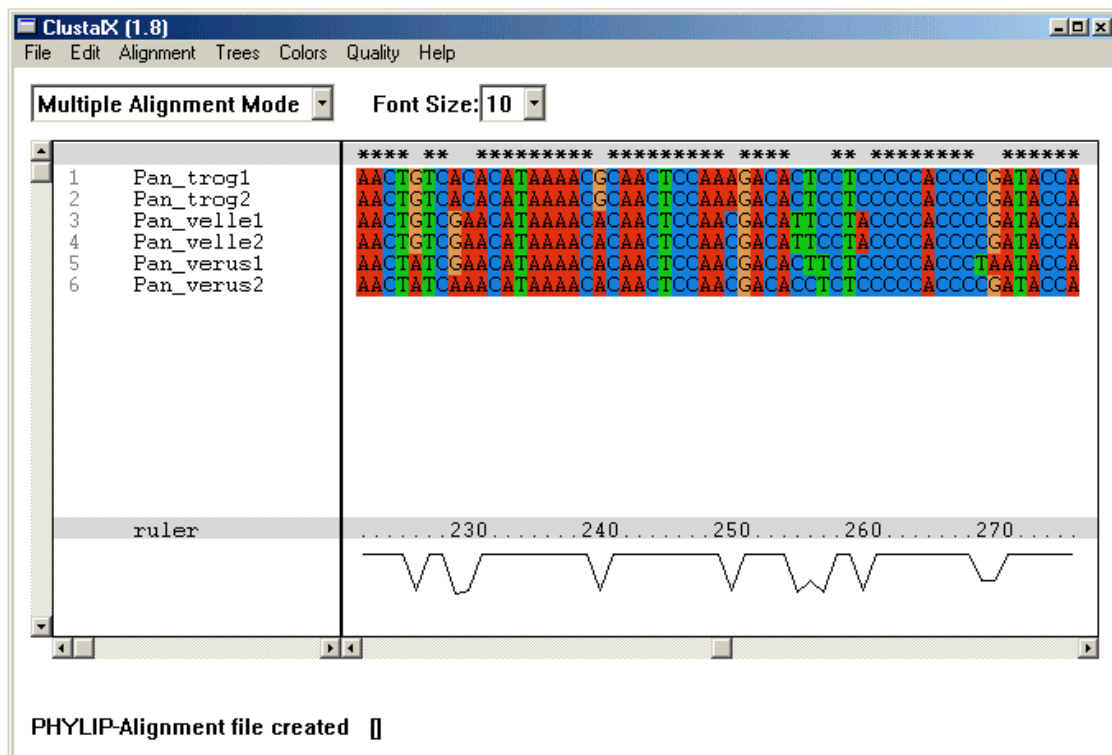 ClustalX (1.8)
File Edit Alignment Trees Colors Quality Help
Multiple Alignment Mode Font Size: 10
**** **  ********* ********* ****   ** ********  ******
1 Pan_trog1 AACTGTCACACATAAAACGCAACTCCAAAGACACTCCTCCCCCACCCCGATACCA
2 Pan_trog2 AACTGTCACACATAAAACGCAACTCCAAAGACACTCCTCCCCCACCCCGATACCA
3 Pan_velle1 AACTGTCGAACATAAAACACAACTCCAACGACATTCCTACCCCACCCCGATACCA
4 Pan_velle2 AACTGTCGAACATAAAACACAACTCCAACGACATTCCTACCCCACCCCGATACCA
5 Pan_verus1 AACTATCGAACATAAAACACAACTCCAACGACACTTCTCCCCCACCCTAATACCA
6 Pan_verus2 AACTATCAAACATAAAACACAACTCCAACGACACCTCTCCCCCACCCCGATACCA
ruler .......230.......240.......250.......260.......270.....
PHYLIP-Alignment file created []